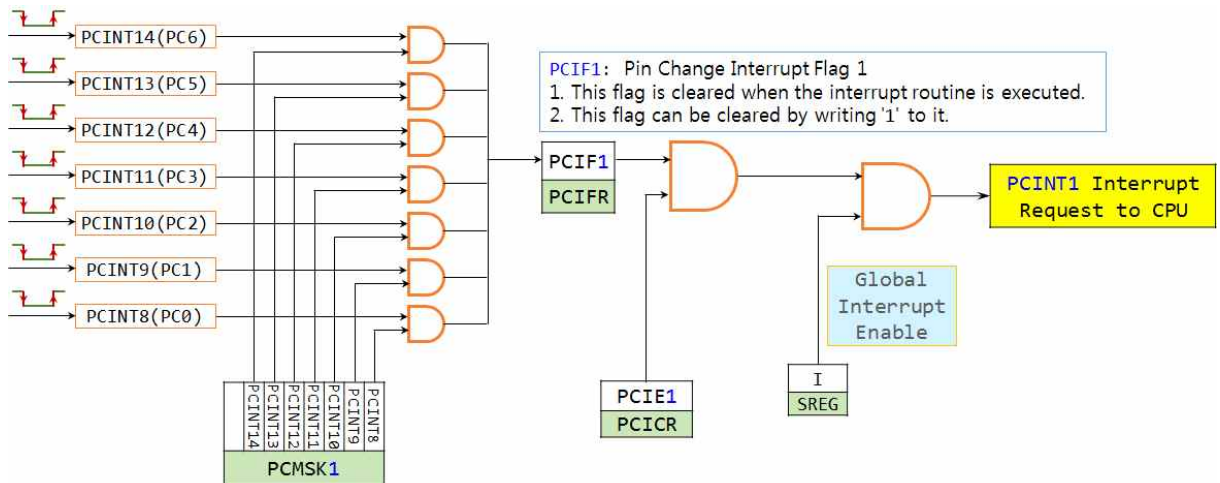 PCINT14(PC6)
PCINT13(PC5)
PCINT12(PC4)
PCINT11(PC3)
PCINT10(PC2)
PCINT9(PC1)
PCINT8(PC0)
PCINT14
PCINT13
PCINT12
PCINT11
PCINT10
PCINT9
PCINT8
PCMSK1
PCIF1: Pin Change Interrupt Flag 1
1. This flag is cleared when the interrupt routine is executed.
2. This flag can be cleared by writing '1' to it.
PCIF1
PCIFR
PCIE1
PCICR
Global
Interrupt
Enable
I
SREG
PCINT1 Interrupt
Request to CPU